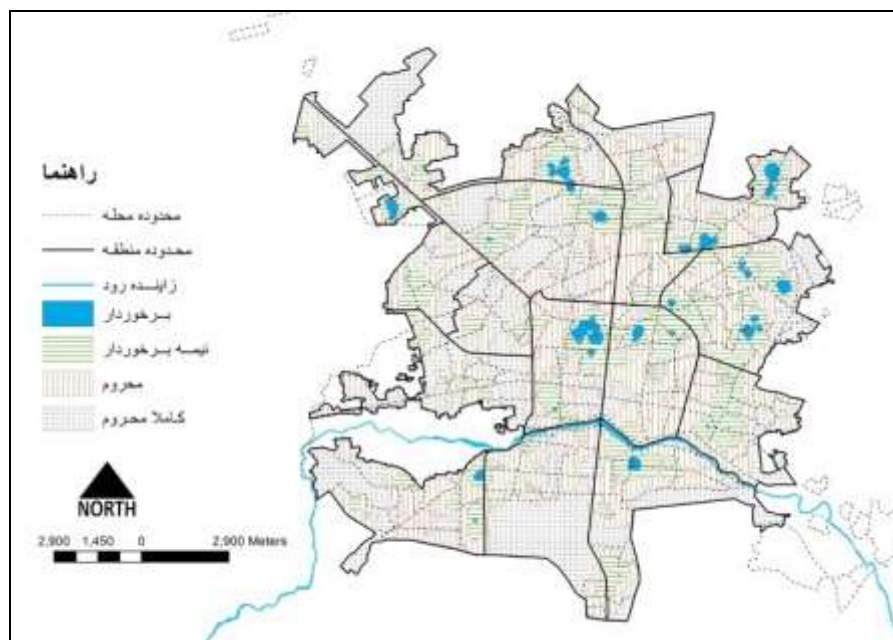 راهنما
محدوده محله
محدوده منطقه
زاینده رود
برخوردار
نیمه برخوردار
محروم
کاملاً محروم
NORTH
2,900 1,450 0 2,900 Meters